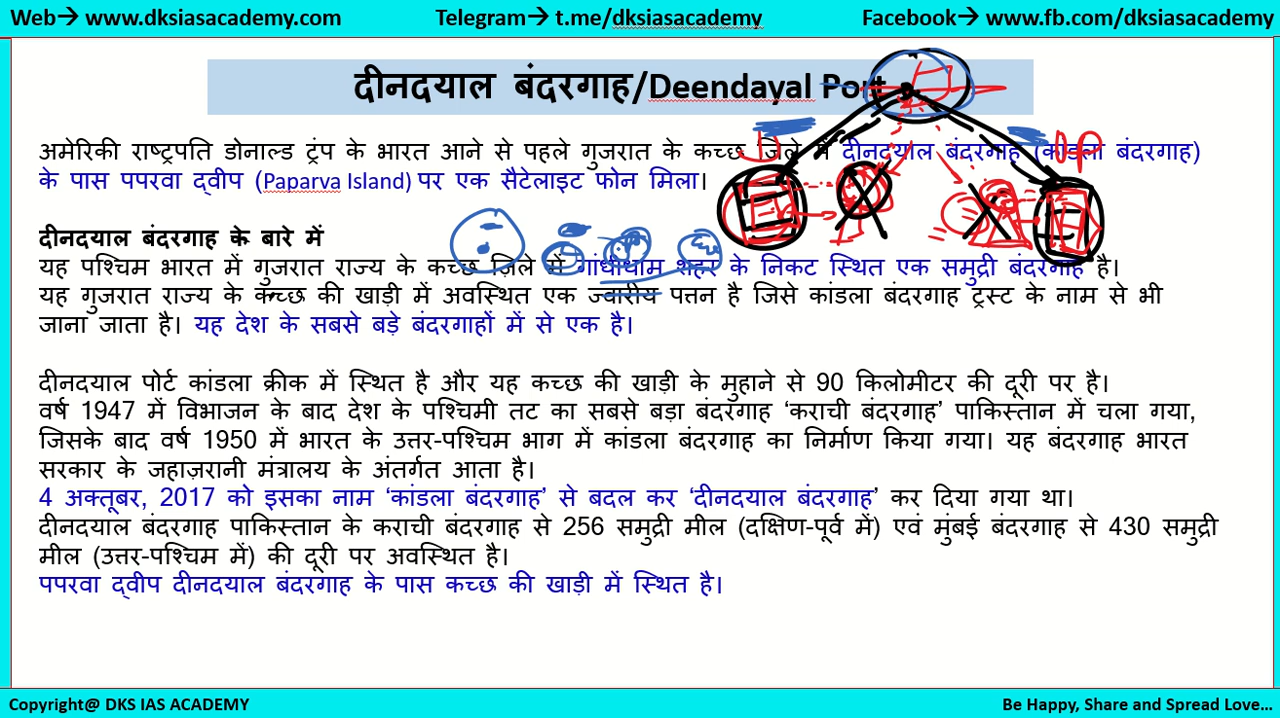 Web→ www.dksiasacademy.com Telegram→ t.me/dksiasacademy Facebook→ www.fb.com/dksiasacademy
दीनदयाल बंदरगाह/Deendayal Port
अमेरिकी राष्ट्रपति डोनाल्ड ट्रंप के भारत आने से पहले गुजरात के कच्छ जिले में दीनदयाल बंदरगाह (कांडला बंदरगाह)
के पास पपरवा द्वीप (Paparva Island) पर एक सैटेलाइट फोन मिला।
दीनदयाल बंदरगाह के बारे में
यह पश्चिम भारत में गुजरात राज्य के कच्छ ज़िले में गांधीधाम शहर के निकट स्थित एक समुद्री बंदरगाह है।
यह गुजरात राज्य के कच्छ की खाड़ी में अवस्थित एक ज्वारीय पत्तन है जिसे कांडला बंदरगाह ट्रस्ट के नाम से भी
जाना जाता है। यह देश के सबसे बड़े बंदरगाहों में से एक है।
दीनदयाल पोर्ट कांडला क्रीक में स्थित है और यह कच्छ की खाड़ी के मुहाने से 90 किलोमीटर की दूरी पर है।
वर्ष 1947 में विभाजन के बाद देश के पश्चिमी तट का सबसे बड़ा बंदरगाह ‘कराची बंदरगाह’ पाकिस्तान में चला गया,
जिसके बाद वर्ष 1950 में भारत के उत्तर-पश्चिम भाग में कांडला बंदरगाह का निर्माण किया गया। यह बंदरगाह भारत
सरकार के जहाज़रानी मंत्रालय के अंतर्गत आता है।
4 अक्तूबर, 2017 को इसका नाम ‘कांडला बंदरगाह’ से बदल कर ‘दीनदयाल बंदरगाह’ कर दिया गया था।
दीनदयाल बंदरगाह पाकिस्तान के कराची बंदरगाह से 256 समुद्री मील (दक्षिण-पूर्व में) एवं मुंबई बंदरगाह से 430 समुद्री
मील (उत्तर-पश्चिम में) की दूरी पर अवस्थित है।
पपरवा द्वीप दीनदयाल बंदरगाह के पास कच्छ की खाड़ी में स्थित है।
Copyright@ DKS IAS ACADEMY Be Happy, Share and Spread Love...